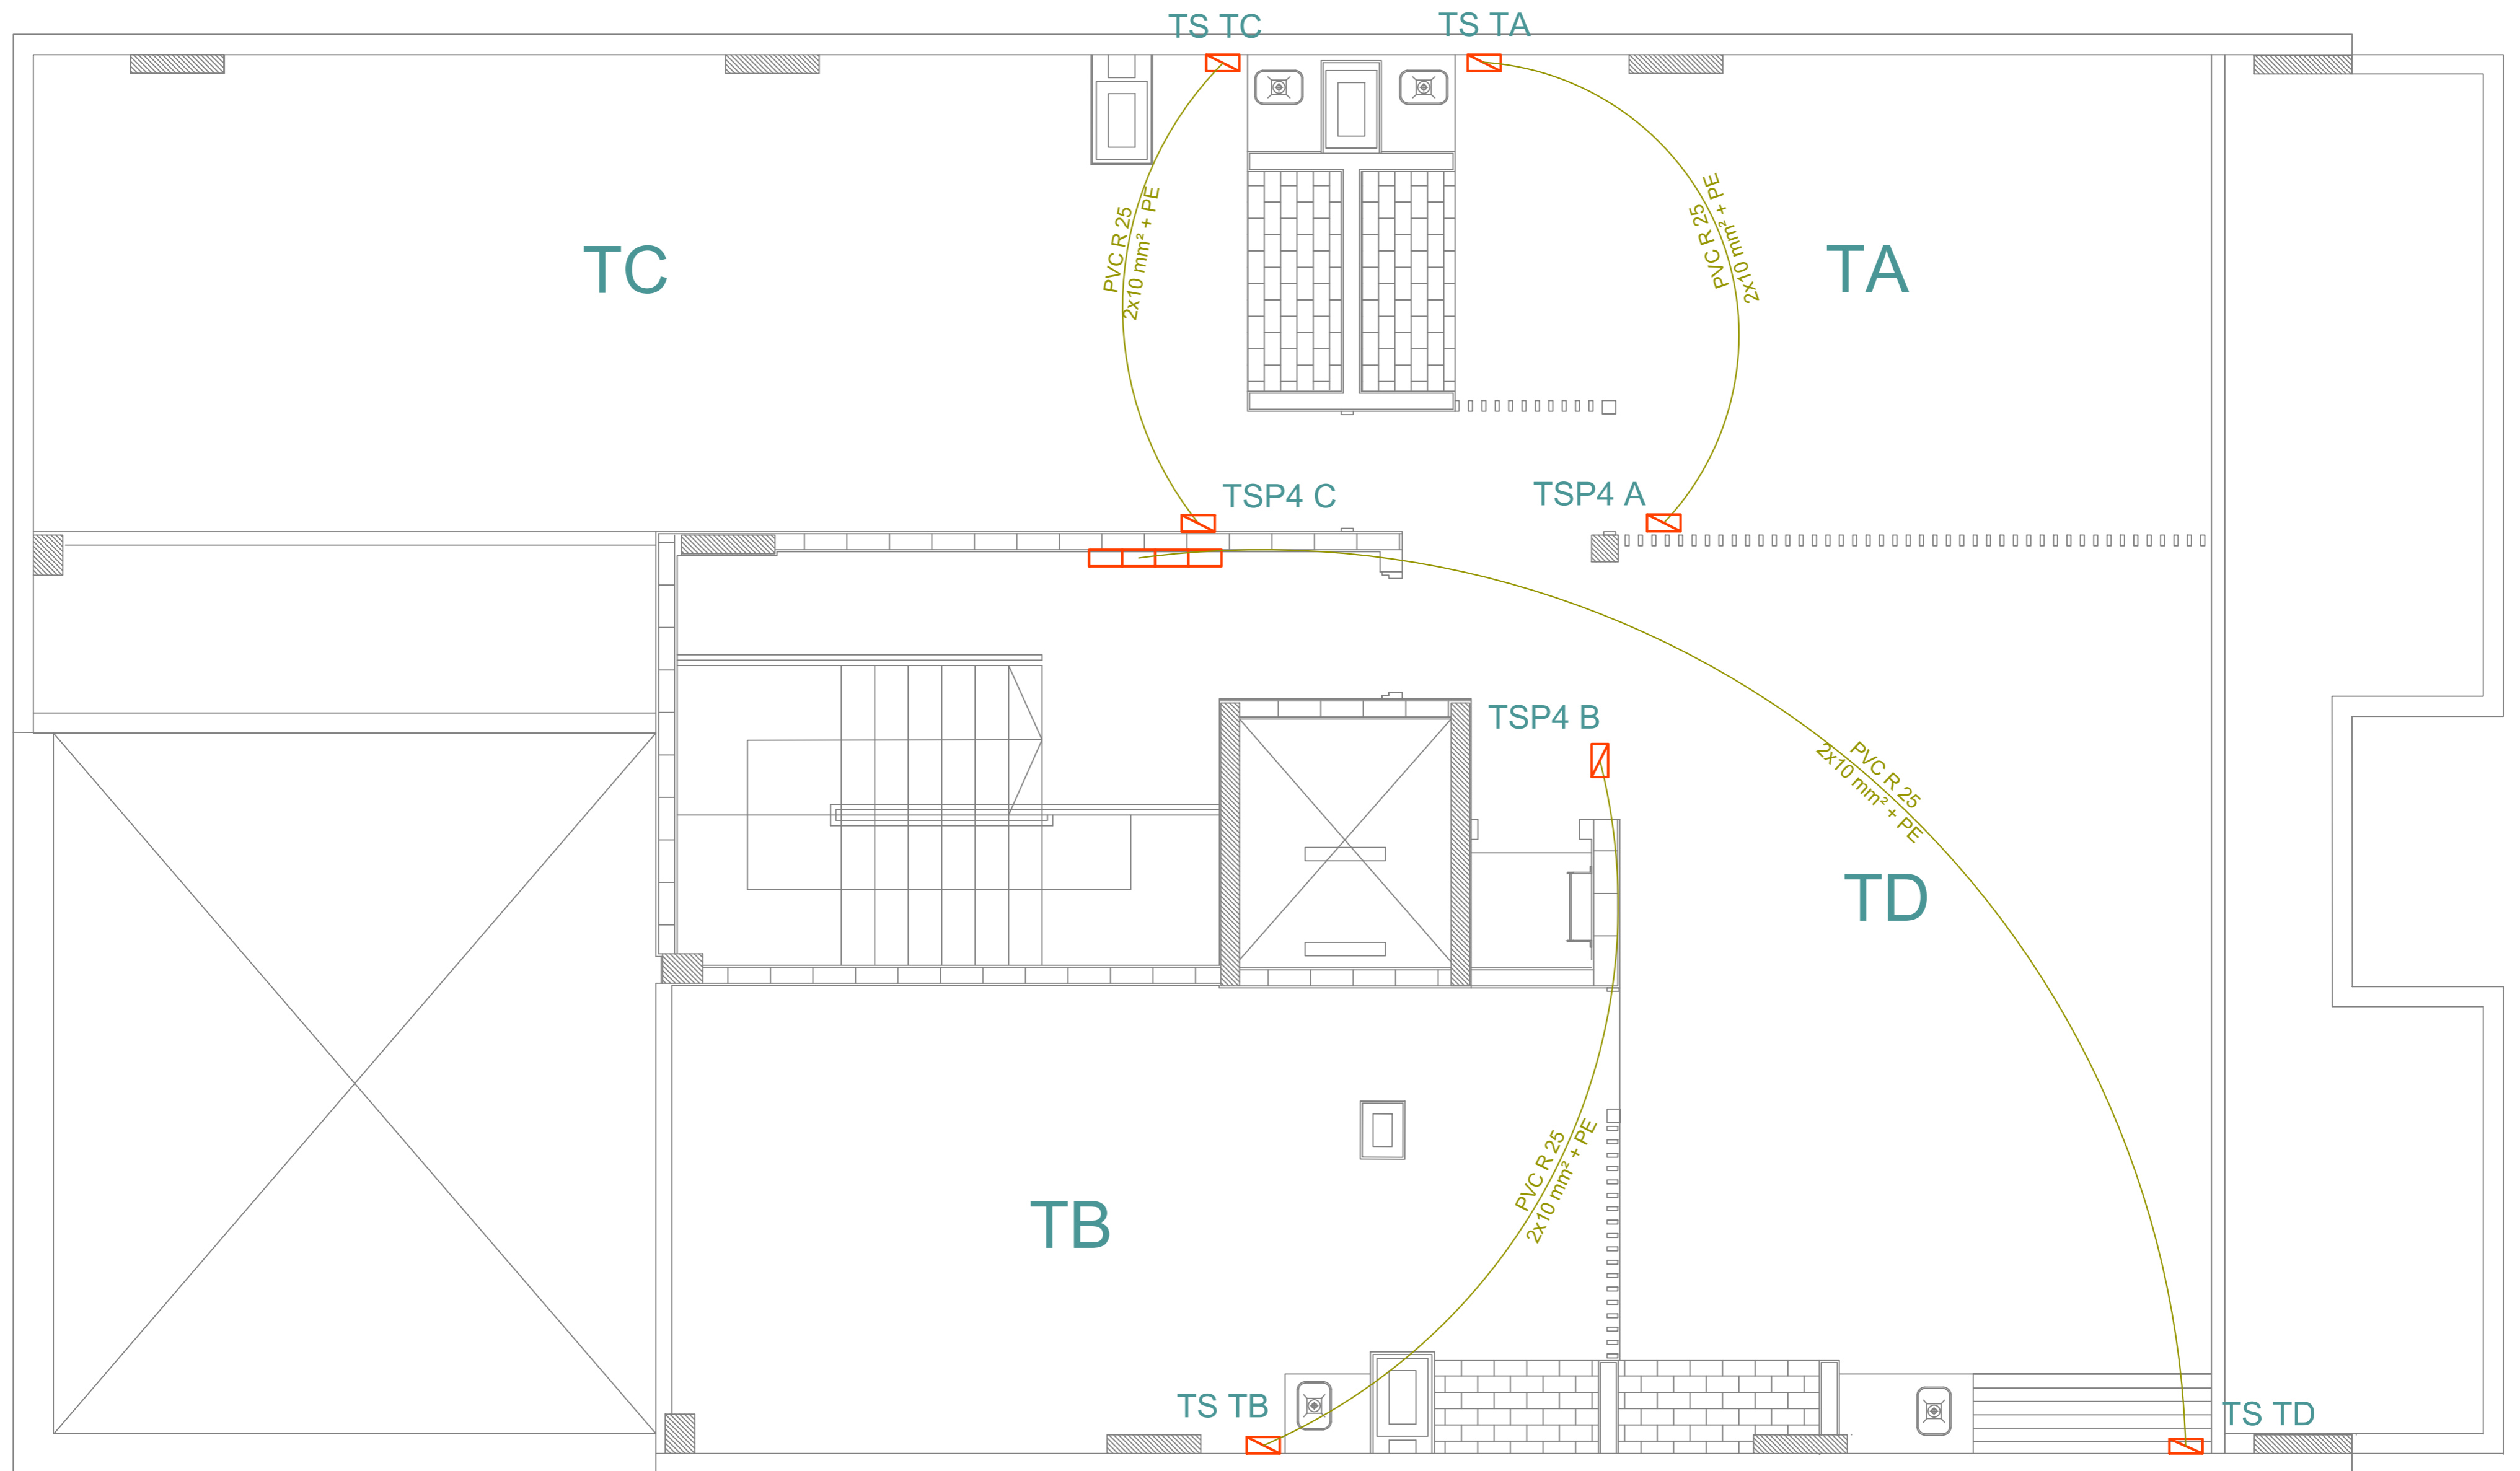 TS TC
TS TA
PVC R 25
2x10 mm² + PE
PVC R 25
2x10 mm² + PE
TC
TA
TSP4 C
TSP4 A
TSP4 B
PVC R 25
2x10 mm² + PE
TD
PVC R 25
2x10 mm² + PE
TB
TS TB
TS TD